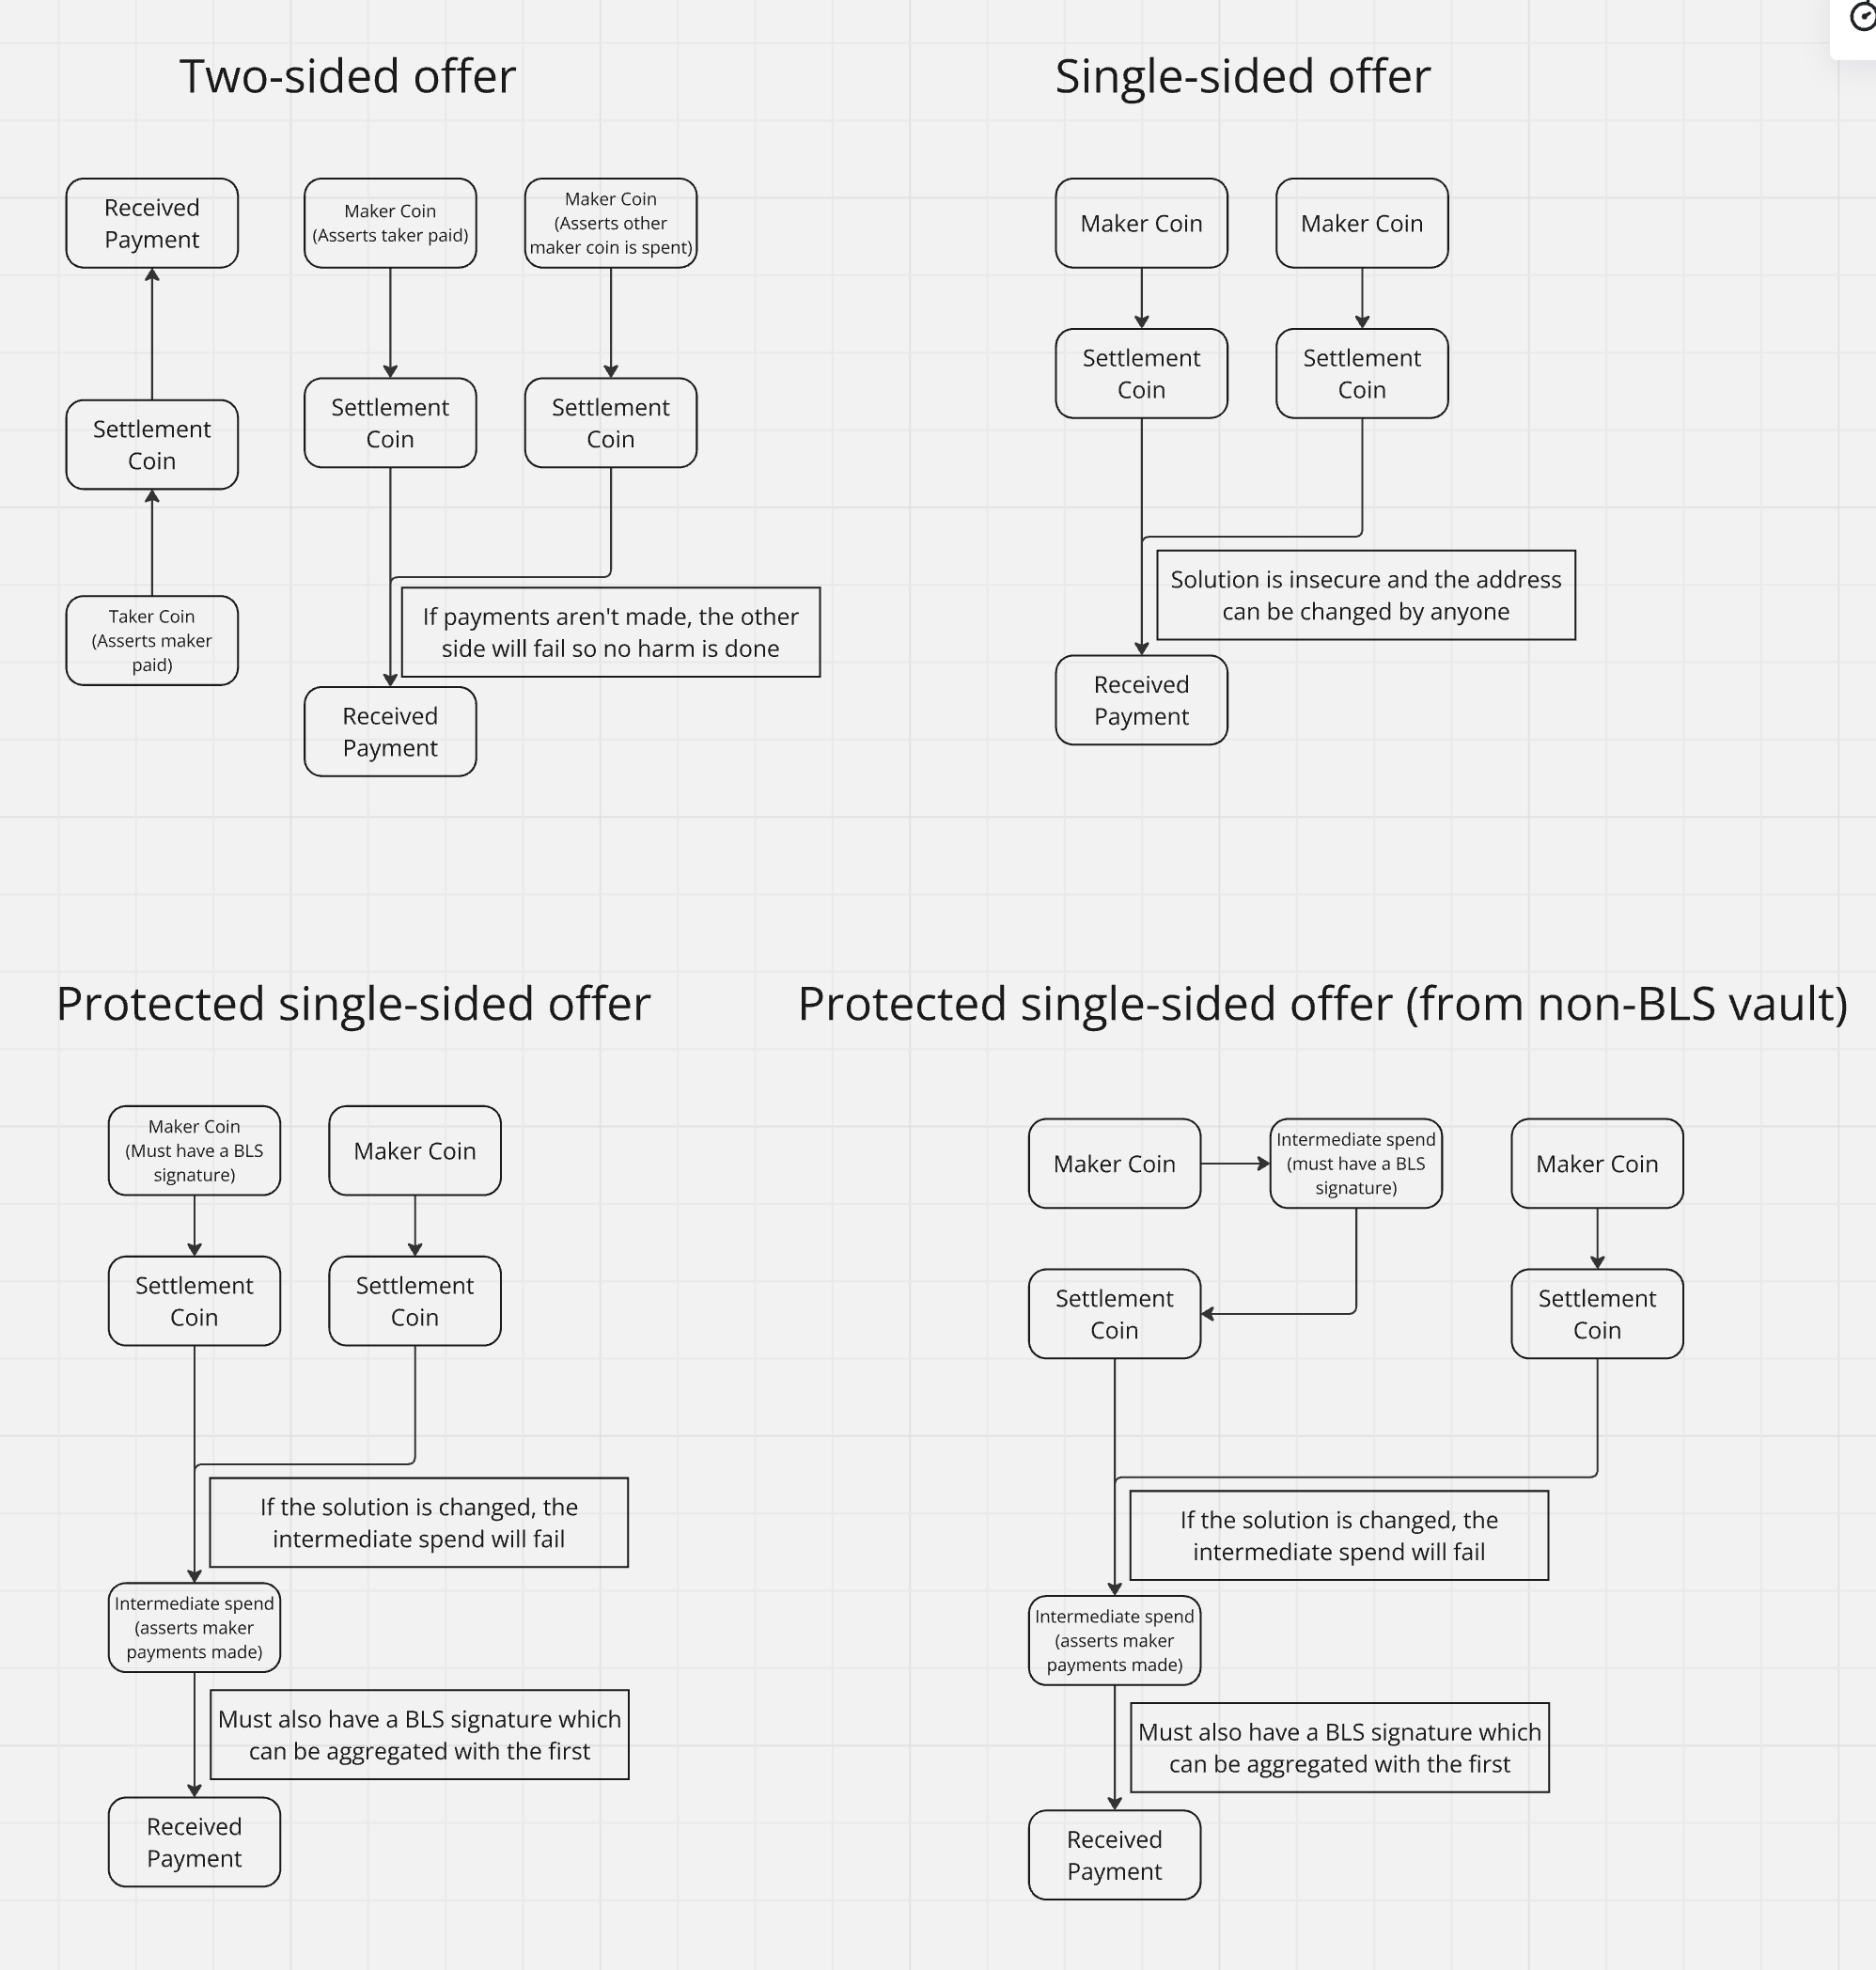 Two-sided offer
Received
Payment
Maker Coin
(Asserts taker paid)
Maker Coin
(Asserts other
maker coin is spent)
Settlement
Coin
Settlement
Coin
Settlement
Coin
Taker Coin
(Asserts maker
paid)
If payments aren't made, the other
side will fail so no harm is done
Received
Payment
Single-sided offer
Maker Coin
Maker Coin
Settlement
Coin
Settlement
Coin
Solution is insecure and the address
can be changed by anyone
Received
Payment
Protected single-sided offer
Maker Coin
(Must have a BLS
signature)
Maker Coin
Settlement
Coin
Settlement
Coin
If the solution is changed, the
intermediate spend will fail
Intermediate spend
(asserts maker
payments made)
Must also have a BLS signature which
can be aggregated with the first
Received
Payment
Protected single-sided offer (from non-BLS vault)
Maker Coin
Intermediate spend
(must have a BLS
signature)
Maker Coin
Settlement
Coin
Settlement
Coin
If the solution is changed, the
intermediate spend will fail
Intermediate spend
(asserts maker
payments made)
Must also have a BLS signature which
can be aggregated with the first
Received
Payment